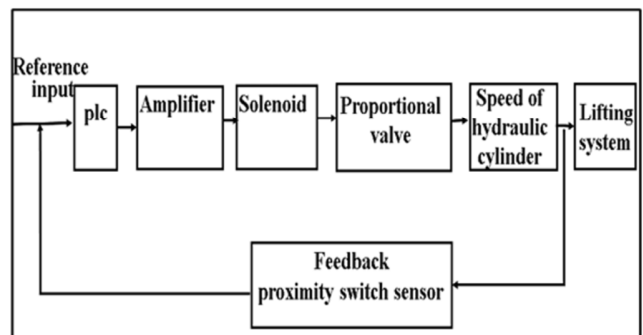 Reference
input
plc
Amplifier
Solenoid
Proportional
valve
Speed of
hydraulic
cylinder
Lifting
system
Feedback
proximity switch sensor